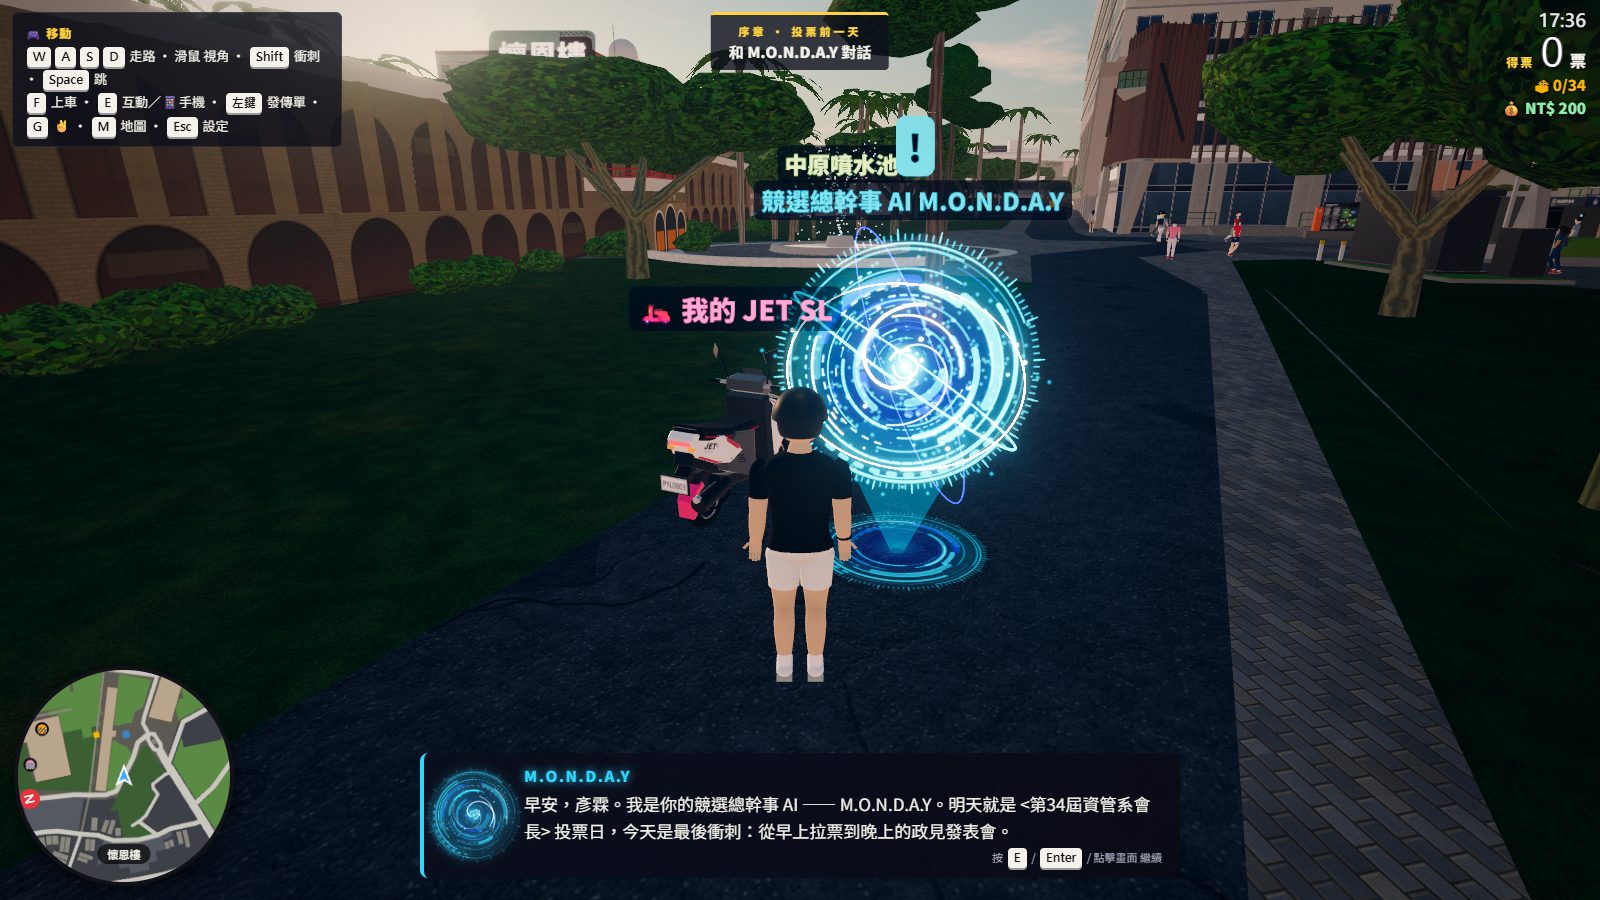 🎮 移動
W A S D 走路・滑鼠 視角・ Shift 衝刺
・ Space 跳
F 上車・ E 互動／📱手機・ 左鍵 發傳單・
G ✌・ M 地圖・ Esc 設定
懷恩樓
序章 · 投票前一天
和 M.O.N.D.A.Y 對話
17:36
得票 0 票
0/34
NT$ 200
!
中原噴水池
競選總幹事 AI M.O.N.D.A.Y
我的 JET SL
JET
N
懷恩樓
M.O.N.D.A.Y
早安，彥霖。我是你的競選總幹事 AI —— M.O.N.D.A.Y。明天就是 <第34屆資管系會
長> 投票日，今天是最後衝刺：從早上拉票到晚上的政見發表會。
按 E / Enter / 點擊畫面 繼續